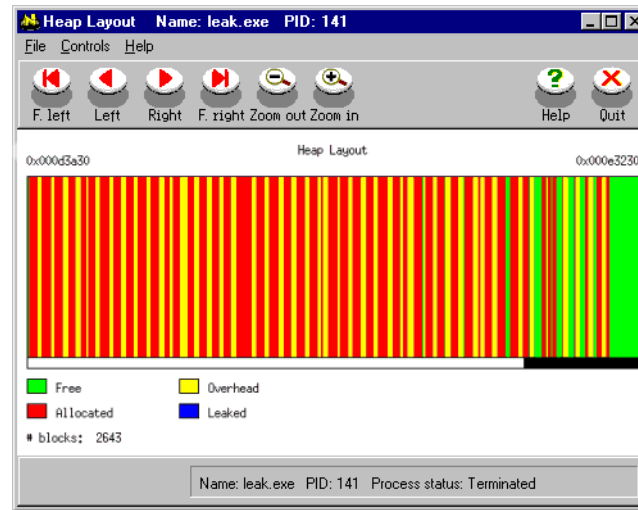 Heap Layout Name: leak.exe PID: 141
File Controls Help
F. left Left Right F. right Zoom out Zoom in Help Quit
Heap Layout
0x000d3a30 0x000e3230
Free Overhead
Allocated Leaked
# blocks: 2643
Name: leak.exe PID: 141 Process status: Terminated